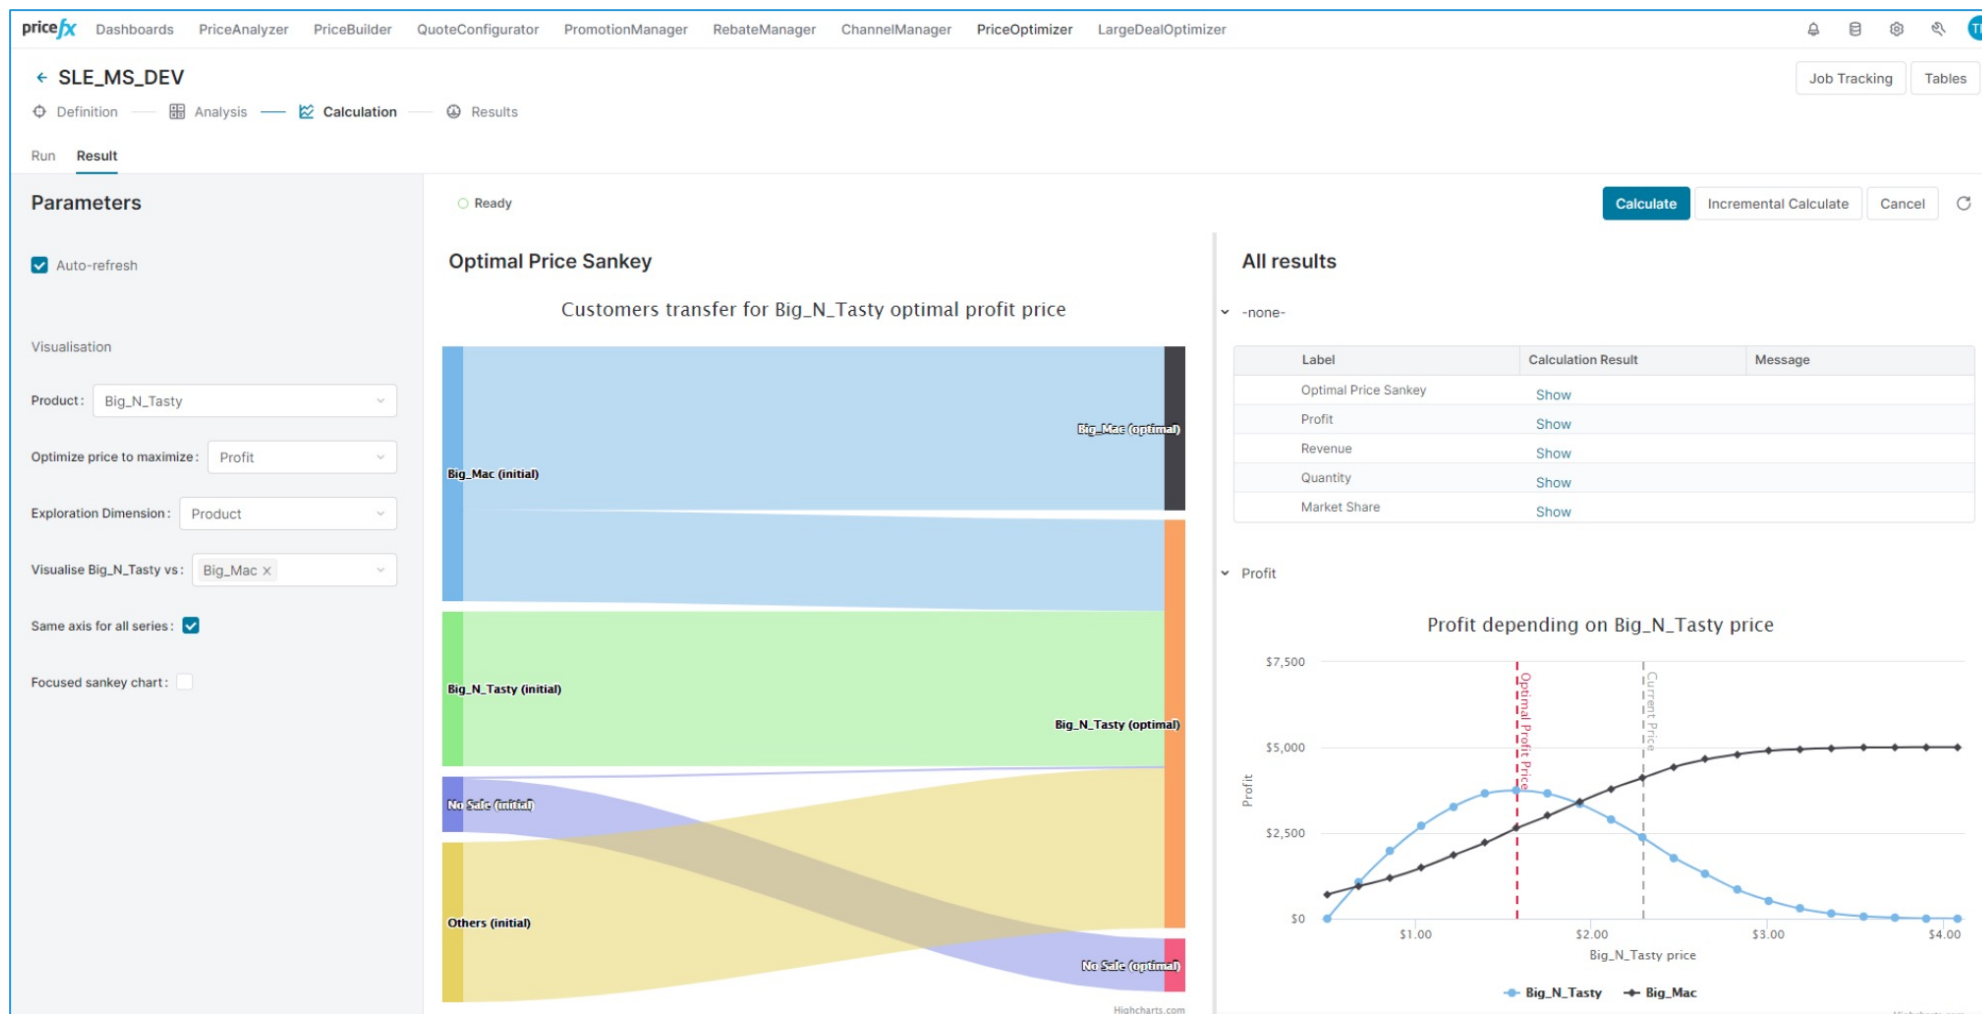 pricefx Dashboards PriceAnalyzer PriceBuilder QuoteConfigurator PromotionManager RebateManager ChannelManager PriceOptimizer LargeDealOptimizer
SLE_MS_DEV
Job Tracking Tables
Definition Analysis Calculation Results
Run Result
Parameters
Auto-refresh
Visualisation
Product: Big_N_Tasty
Optimize price to maximize: Profit
Exploration Dimension: Product
Visualise Big_N_Tasty vs: Big_Mac
Same axis for all series:
Focused sankey chart:
Ready
Calculate Incremental Calculate Cancel
Optimal Price Sankey
Customers transfer for Big_N_Tasty optimal profit price
Big_Mac (optimal)
Big_Mac (initial)
Big_N_Tasty (initial)
Big_N_Tasty (optimal)
No Sale (initial)
Others (initial)
No Sale (optimal)
Highcharts.com
All results
-none-
Label Calculation Result Message
Optimal Price Sankey Show
Profit Show
Revenue Show
Quantity Show
Market Share Show
Profit
Profit depending on Big_N_Tasty price
$7,500
$5,000
$2,500
$0
Profit
Optimal Profit Price
Current Price
$1.00 $2.00 $3.00 $4.00
Big_N_Tasty price
Big_N_Tasty Big_Mac